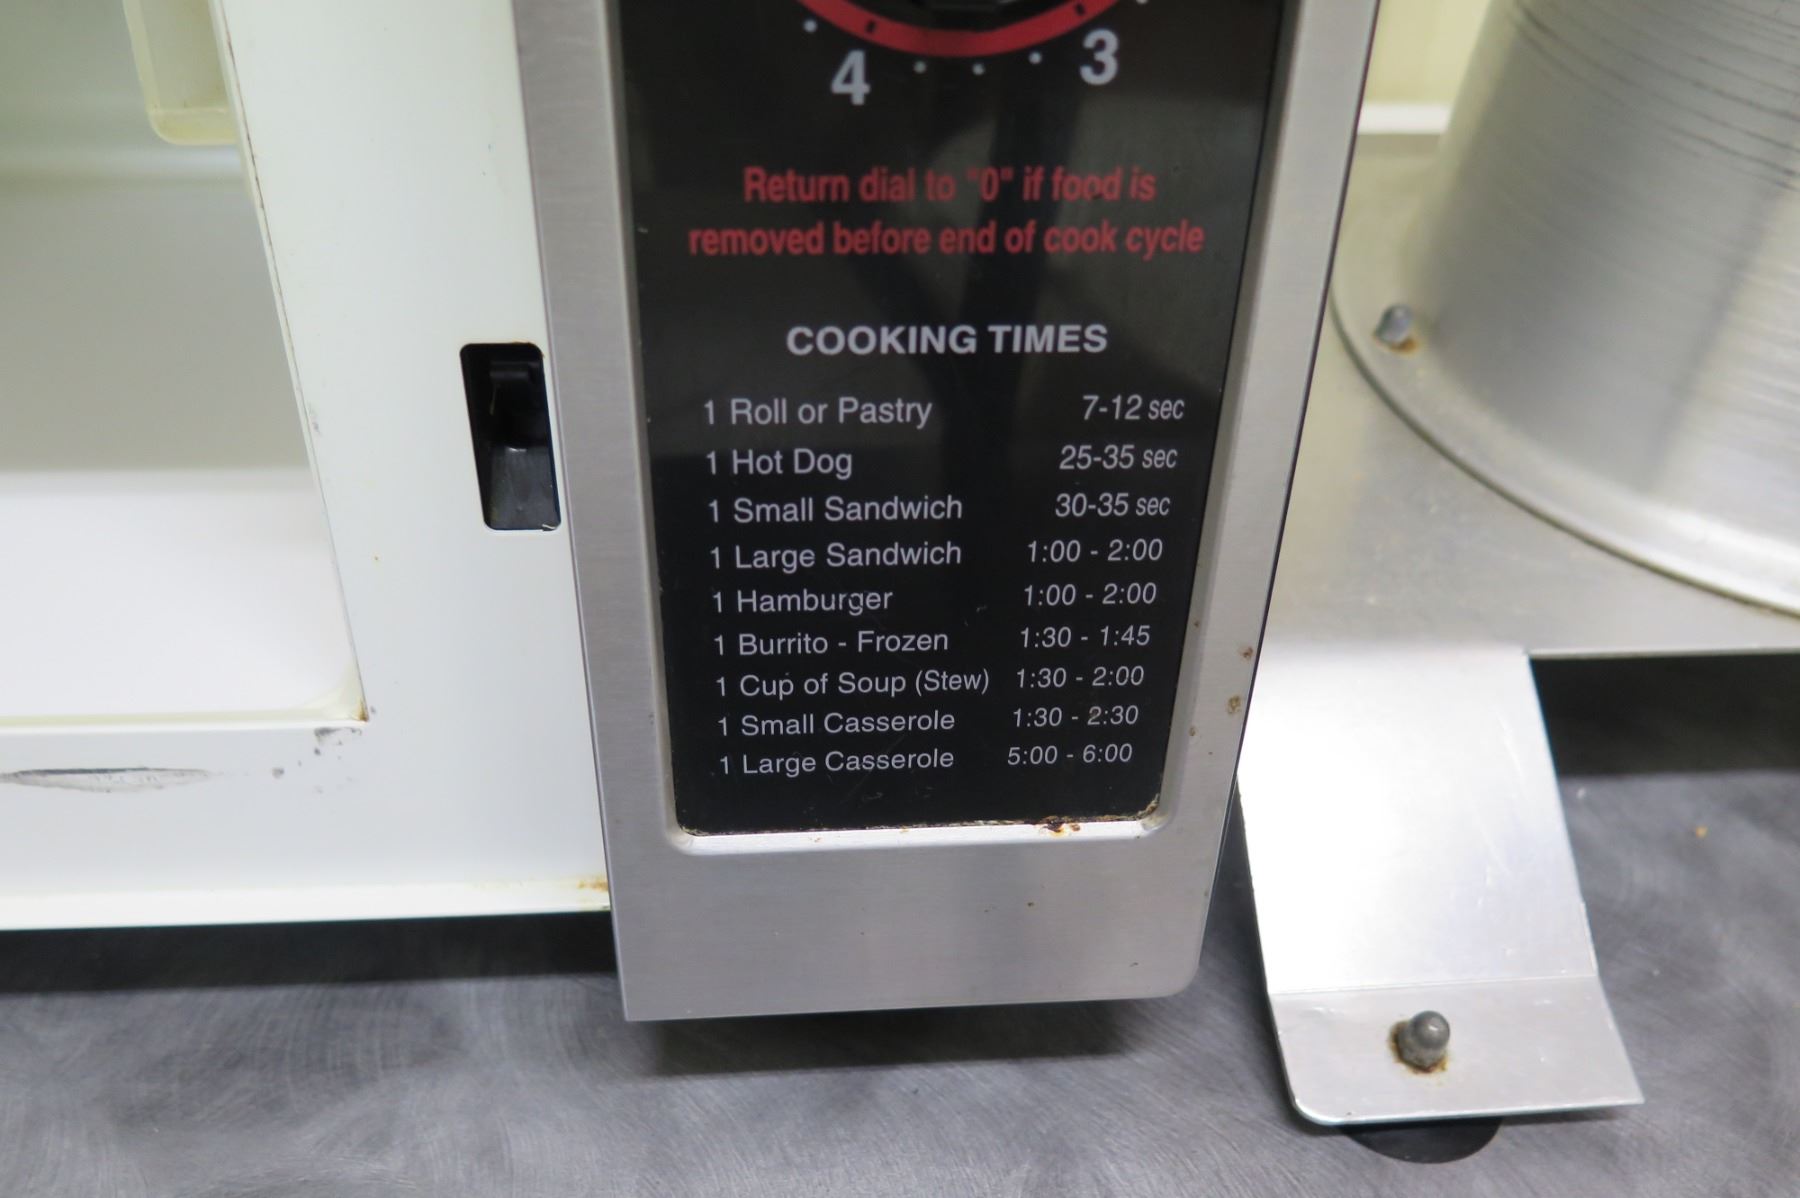 4 3
Return dial to "0" if food is
removed before end of cook cycle
COOKING TIMES
1 Roll or Pastry 7-12 sec
1 Hot Dog 25-35 sec
1 Small Sandwich 30-35 sec
1 Large Sandwich 1:00 - 2:00
1 Hamburger 1:00 - 2:00
1 Burrito - Frozen 1:30 - 1:45
1 Cup of Soup (Stew) 1:30 - 2:00
1 Small Casserole 1:30 - 2:30
1 Large Casserole 5:00 - 6:00